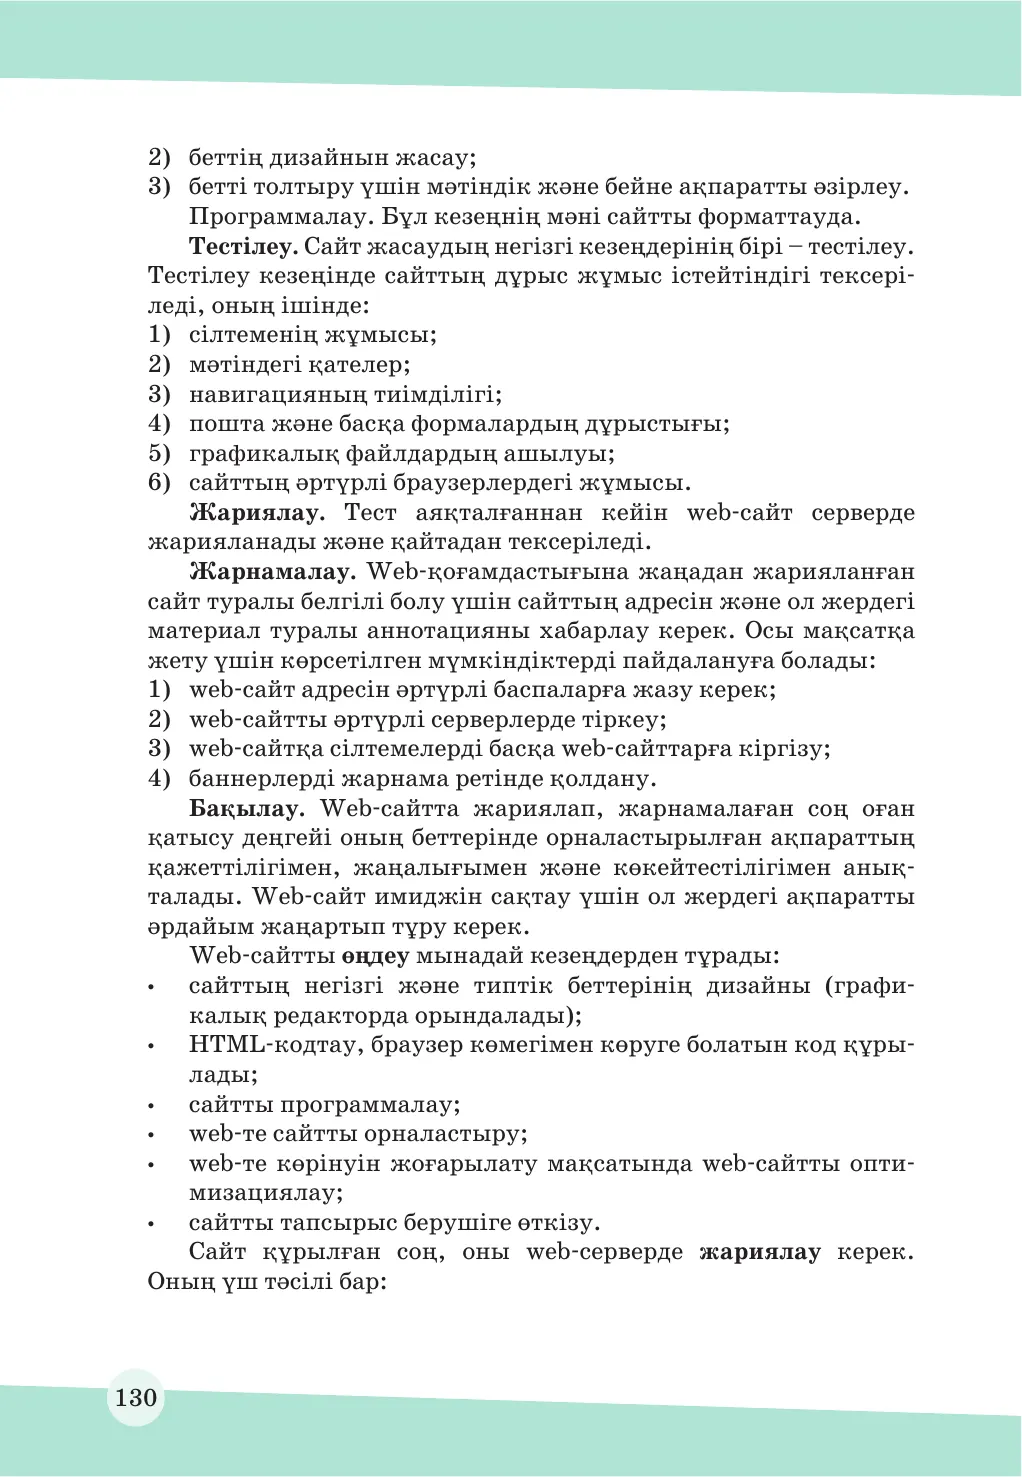 2) беттің дизайнын жасау;
3) бетті толтыру үшін мәтіндік және бейне ақпаратты әзірлеу.
Программалау. Бұл кезеңнің мәні сайтты форматтауда.
Тестілеу. Сайт жасаудың негізгі кезеңдерінің бірі – тестілеу.
Тестілеу кезеңінде сайттың дұрыс жұмыс істейтіндігі тексері-
леді, оның ішінде:
1) сілтеменің жұмысы;
2) мәтіндегі қателер;
3) навигацияның тиімділігі;
4) пошта және басқа формалардың дұрыстығы;
5) графикалық файлдардың ашылуы;
6) сайттың әртүрлі браузерлердегі жұмысы.
Жариялау. Тест аяқталғаннан кейін web-сайт серверде
жарияланады және қайтадан тексеріледі.
Жарнамалау. Web-қоғамдастығына жаңадан жарияланған
сайт туралы белгілі болу үшін сайттың адресін және ол жердегі
материал туралы аннотацияны хабарлау керек. Осы мақсатқа
жету үшін көрсетілген мүмкіндіктерді пайдалануға болады:
1) web-сайт адресін әртүрлі баспаларға жазу керек;
2) web-сайтты әртүрлі серверлерде тіркеу;
3) web-сайтқа сілтемелерді басқа web-сайттарға кіргізу;
4) баннерлерді жарнама ретінде қолдану.
Бақылау. Web-сайтта жариялап, жарнамалаған соң оған
қатысу деңгейі оның беттерінде орналастырылған ақпараттың
қажеттілігімен, жаңалығымен және көкейтестілігімен анық-
талады. Web-сайт имиджін сақтау үшін ол жердегі ақпаратты
әрдайым жаңартып тұру керек.
Web-сайтты өңдеу мынадай кезеңдерден тұрады:
• сайттың негізгі және типтік беттерінің дизайны (графи-
калық редакторда орындалады);
• HTML-кодтау, браузер көмегімен көруге болатын код құры-
лады;
• сайтты программалау;
• web-те сайтты орналастыру;
• web-те көрінуін жоғарылату мақсатында web-сайтты опти-
мизациялау;
• сайтты тапсырыс берушіге өткізу.
Сайт құрылған соң, оны web-серверде жариялау керек.
Оның үш тәсілі бар:
130